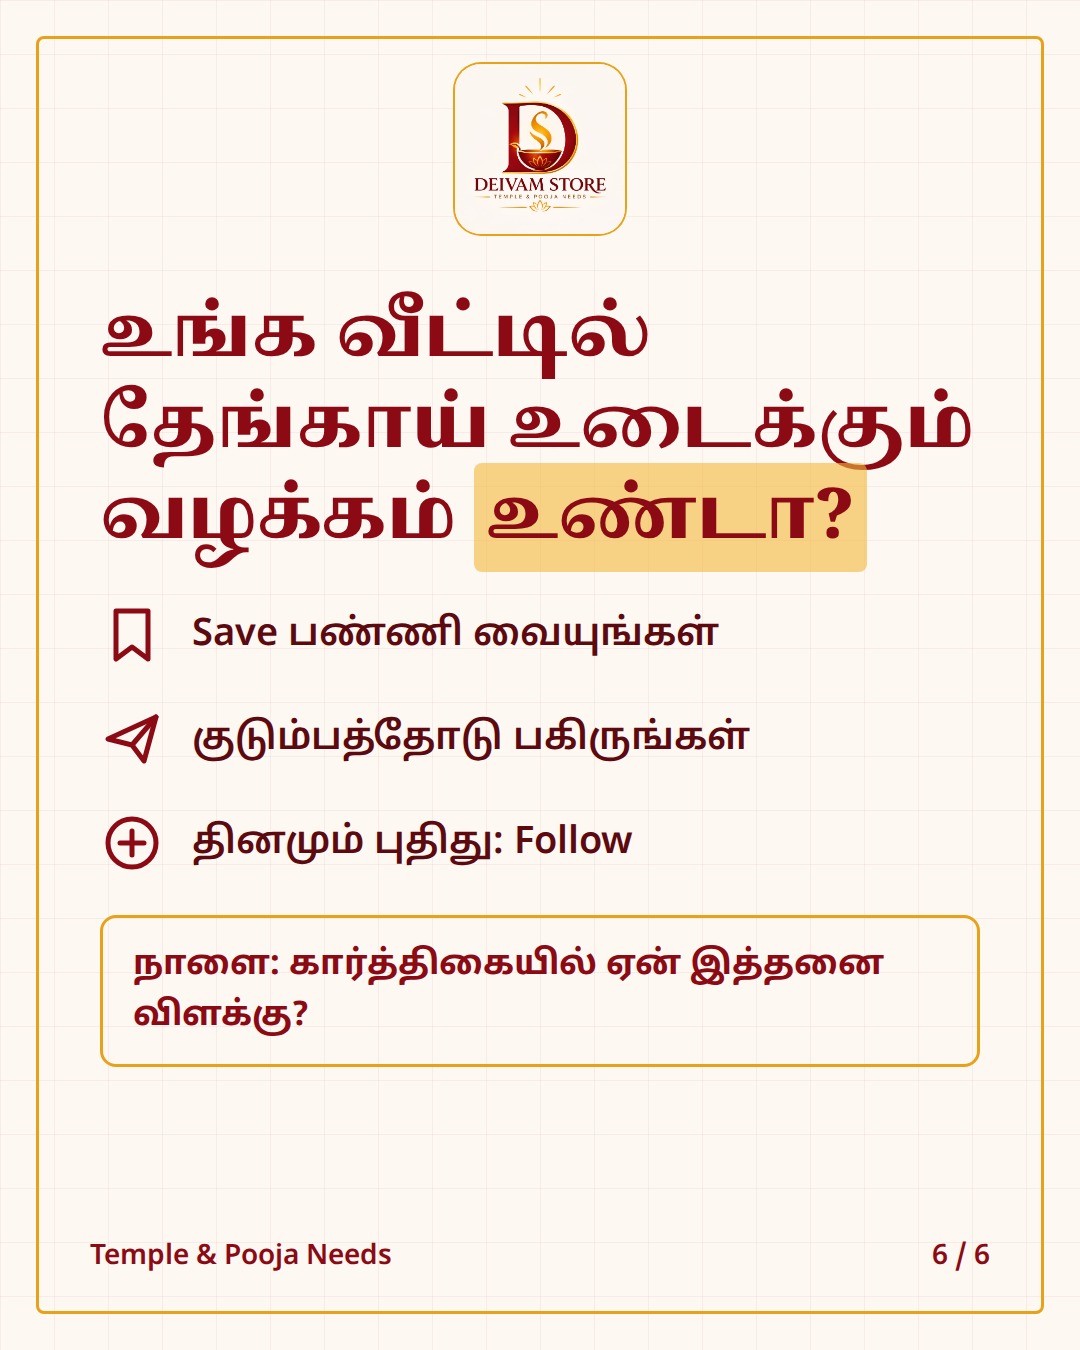 DEIVAM STORE
TEMPLE & POOJA NEEDS
உங்க வீட்டில்
தேங்காய் உடைக்கும்
வழக்கம் உண்டா?
Save பண்ணி வையுங்கள்
குடும்பத்தோடு பகிருங்கள்
தினமும் புதிது: Follow
நாளை: கார்த்திகையில் ஏன் இத்தனை
விளக்கு?
Temple & Pooja Needs
6 / 6